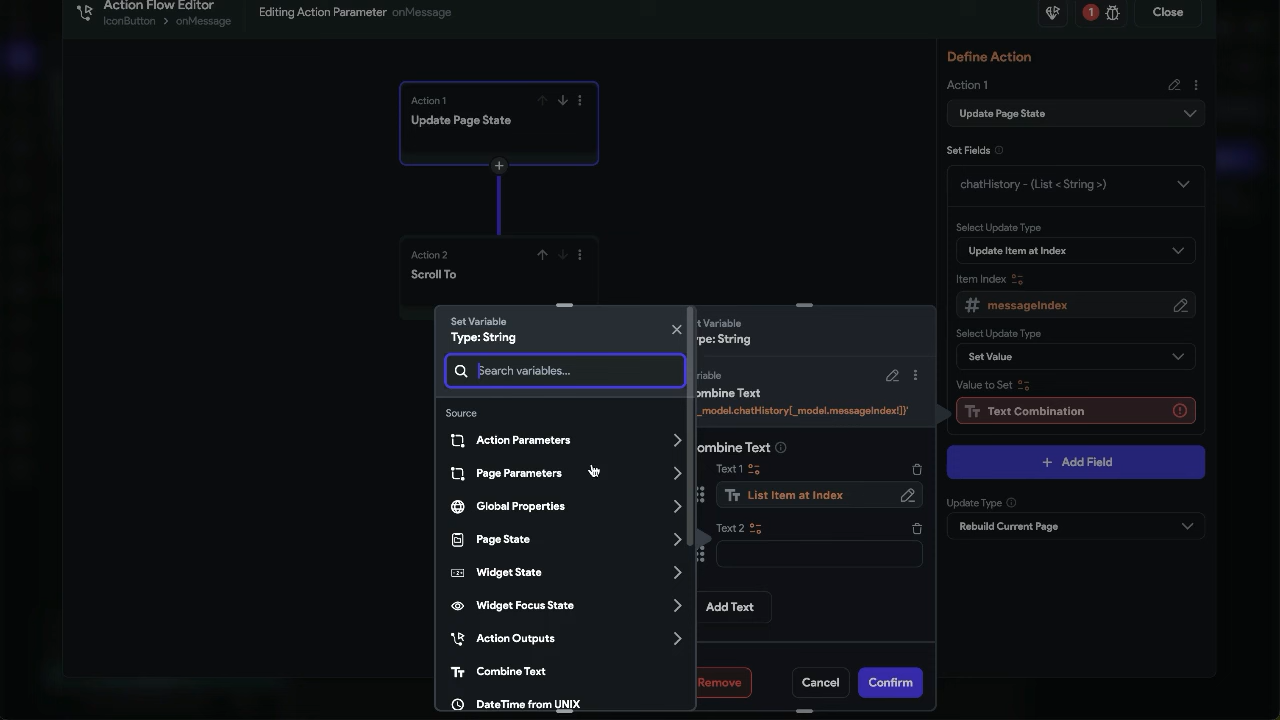 Action Flow Editor
IconButton > onMessage
Editing Action Parameter onMessage
1
Close
Action 1
Update Page State
Action 2
Scroll To
Define Action
Action 1
Update Page State
Set Fields
chatHistory - (List < String >)
Select Update Type
Update Item at Index
Item Index
messageIndex
Select Update Type
Set Value
Value to Set
Text Combination
Add Field
Update Type
Rebuild Current Page
Set Variable
Type: String
Search variables...
Source
Action Parameters
Page Parameters
Global Properties
Page State
Widget State
Widget Focus State
Action Outputs
Combine Text
DateTime from UNIX
t Variable
pe: String
riable
ombine Text
_model.chatHistory[_model.messageIndex!]}'
ombine Text
Text 1
List Item at Index
Text 2
Add Text
Remove
Cancel
Confirm